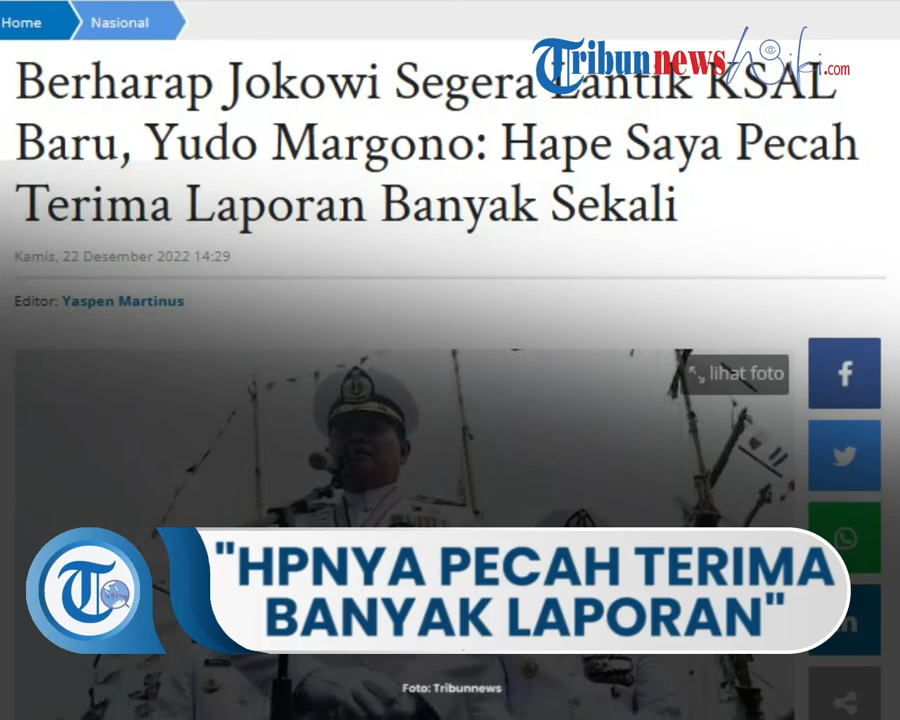 Home
Nasional
Tribunnews
.com
Berharap Jokowi Segera Lantik KSAL
Baru, Yudo Margono: Hape Saya Pecah
Terima Laporan Banyak Sekali
Kamis, 22 Desember 2022 14:29
Editor: Yaspen Martinus
lihat foto
"HPNYA PECAH TERIMA
BANYAK LAPORAN"
Foto: Tribunnews